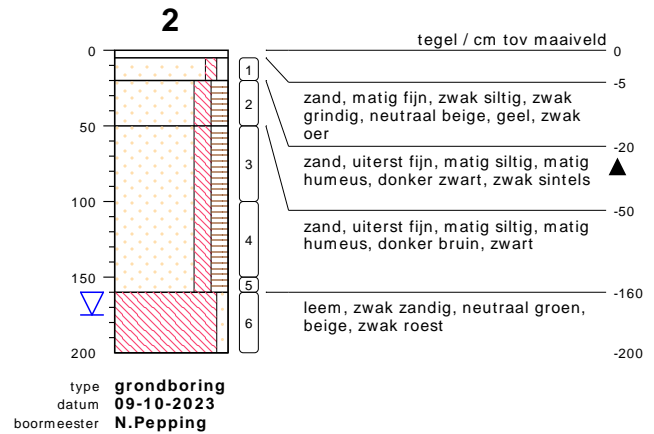 2
tegel / cm tov maaiveld
0
0
1
-5
zand, matig fijn, zwak siltig, zwak
grindig, neutraal beige, geel, zwak
oer
2
50
-20
zand, uiterst fijn, matig siltig, matig
humeus, donker zwart, zwak sintels
3
100
-50
zand, uiterst fijn, matig siltig, matig
humeus, donker bruin, zwart
4
150
5
-160
leem, zwak zandig, neutraal groen,
beige, zwak roest
6
200
-200
type grondboring
datum 09-10-2023
boormeester N.Pepping